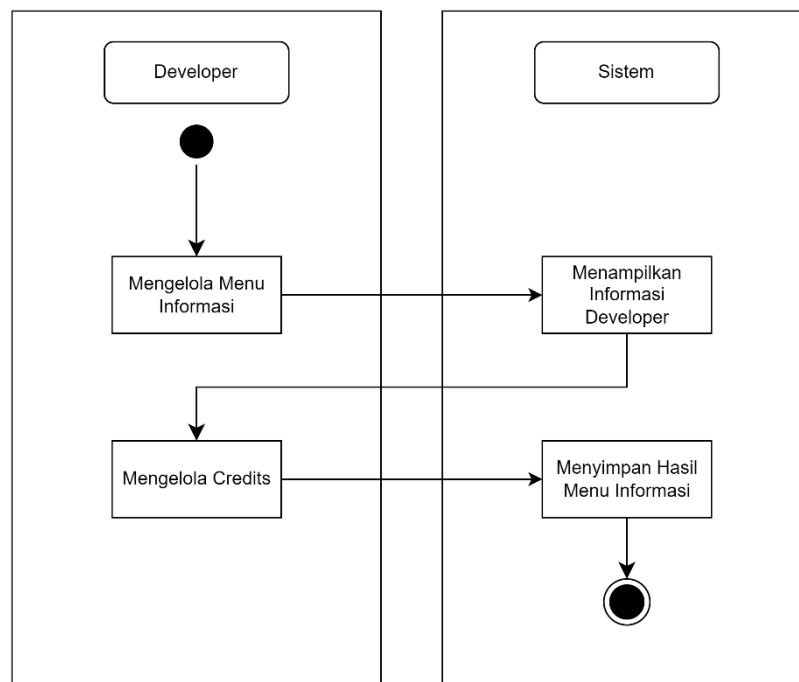 Developer
Sistem
Mengelola Menu
Informasi
Menampilkan
Informasi
Developer
Mengelola Credits
Menyimpan Hasil
Menu Informasi